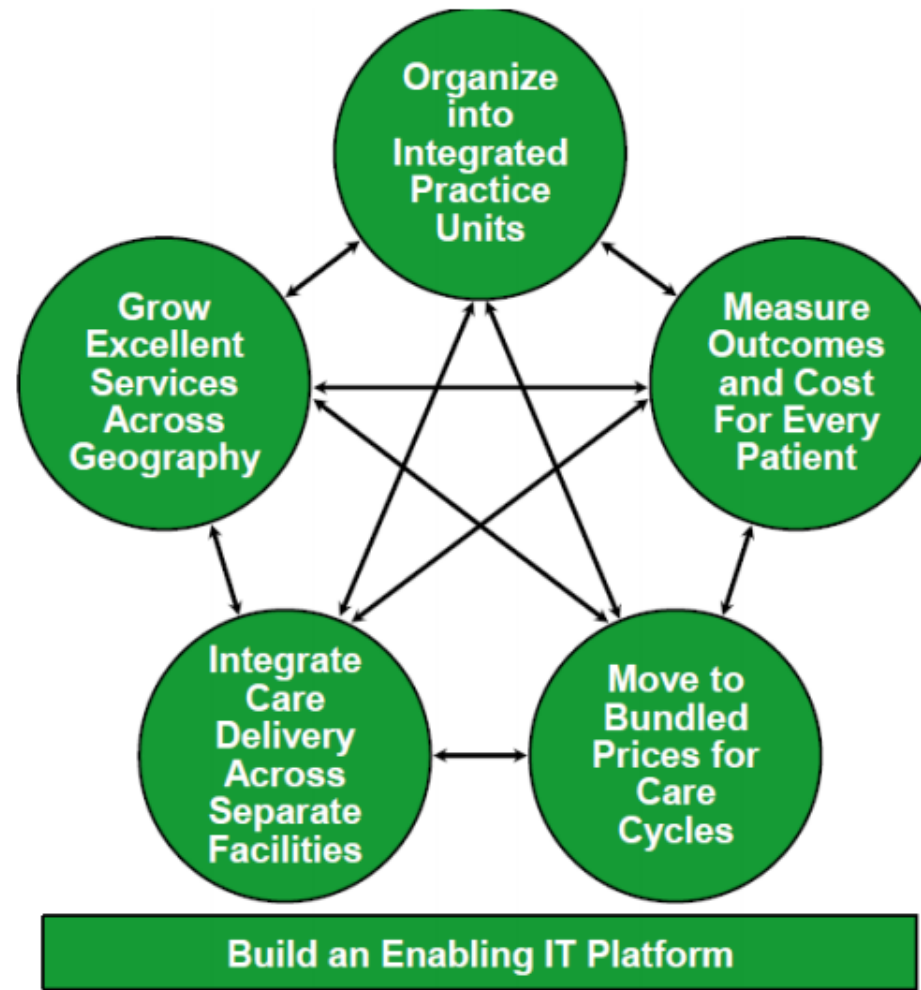 Organize
into
Integrated
Practice
Units
Grow
Excellent
Services
Across
Geography
Measure
Outcomes
and Cost
For Every
Patient
Integrate
Care
Delivery
Across
Separate
Facilities
Move to
Bundled
Prices for
Care
Cycles
Build an Enabling IT Platform